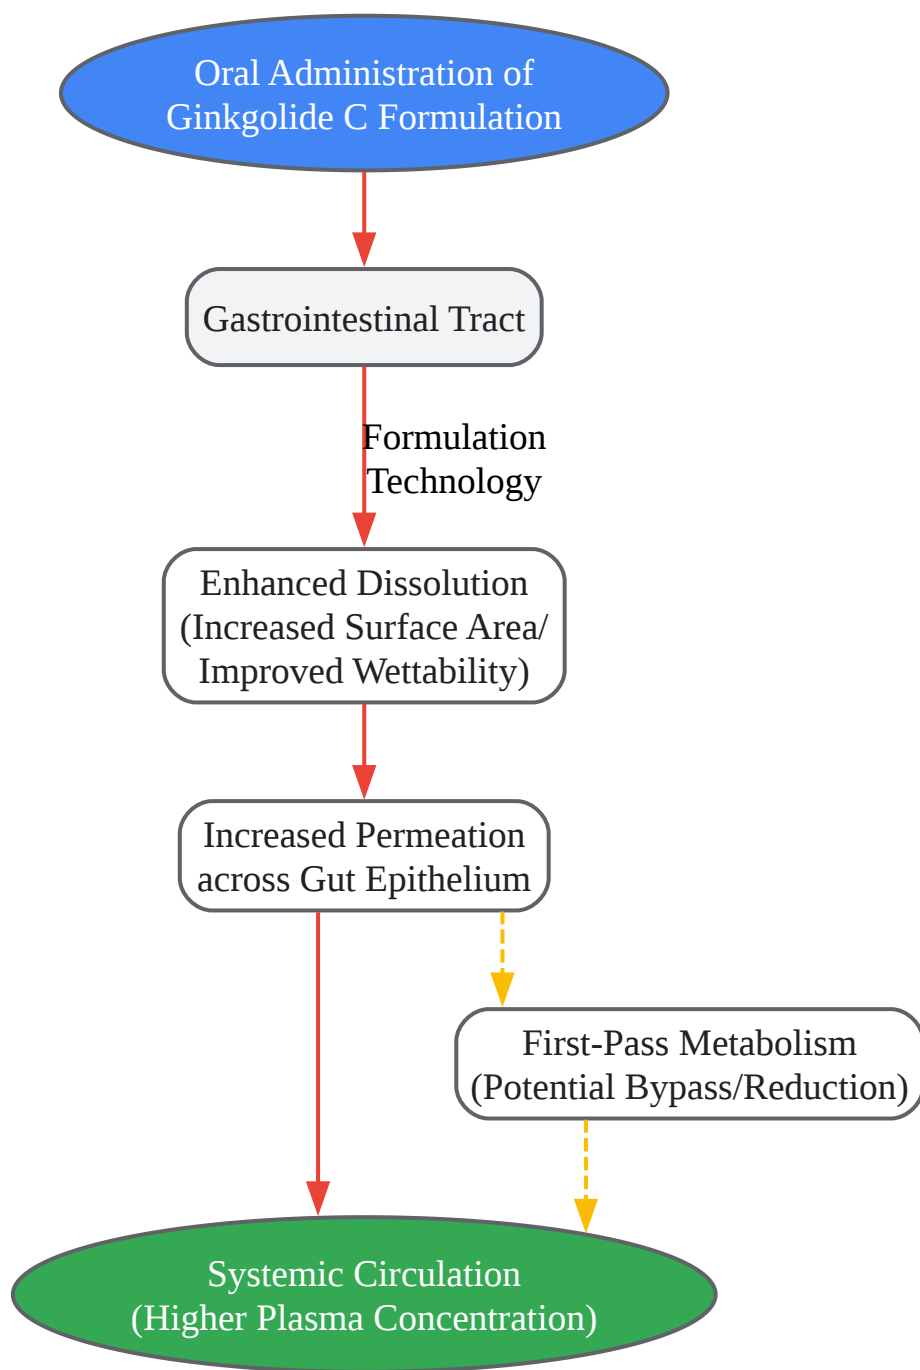 Oral Administration of
Ginkgolide C Formulation
Gastrointestinal Tract
Formulation
Technology
Enhanced Dissolution
(Increased Surface Area/
Improved Wettability)
Increased Permeation
across Gut Epithelium
First-Pass Metabolism
(Potential Bypass/Reduction)
Systemic Circulation
(Higher Plasma Concentration)